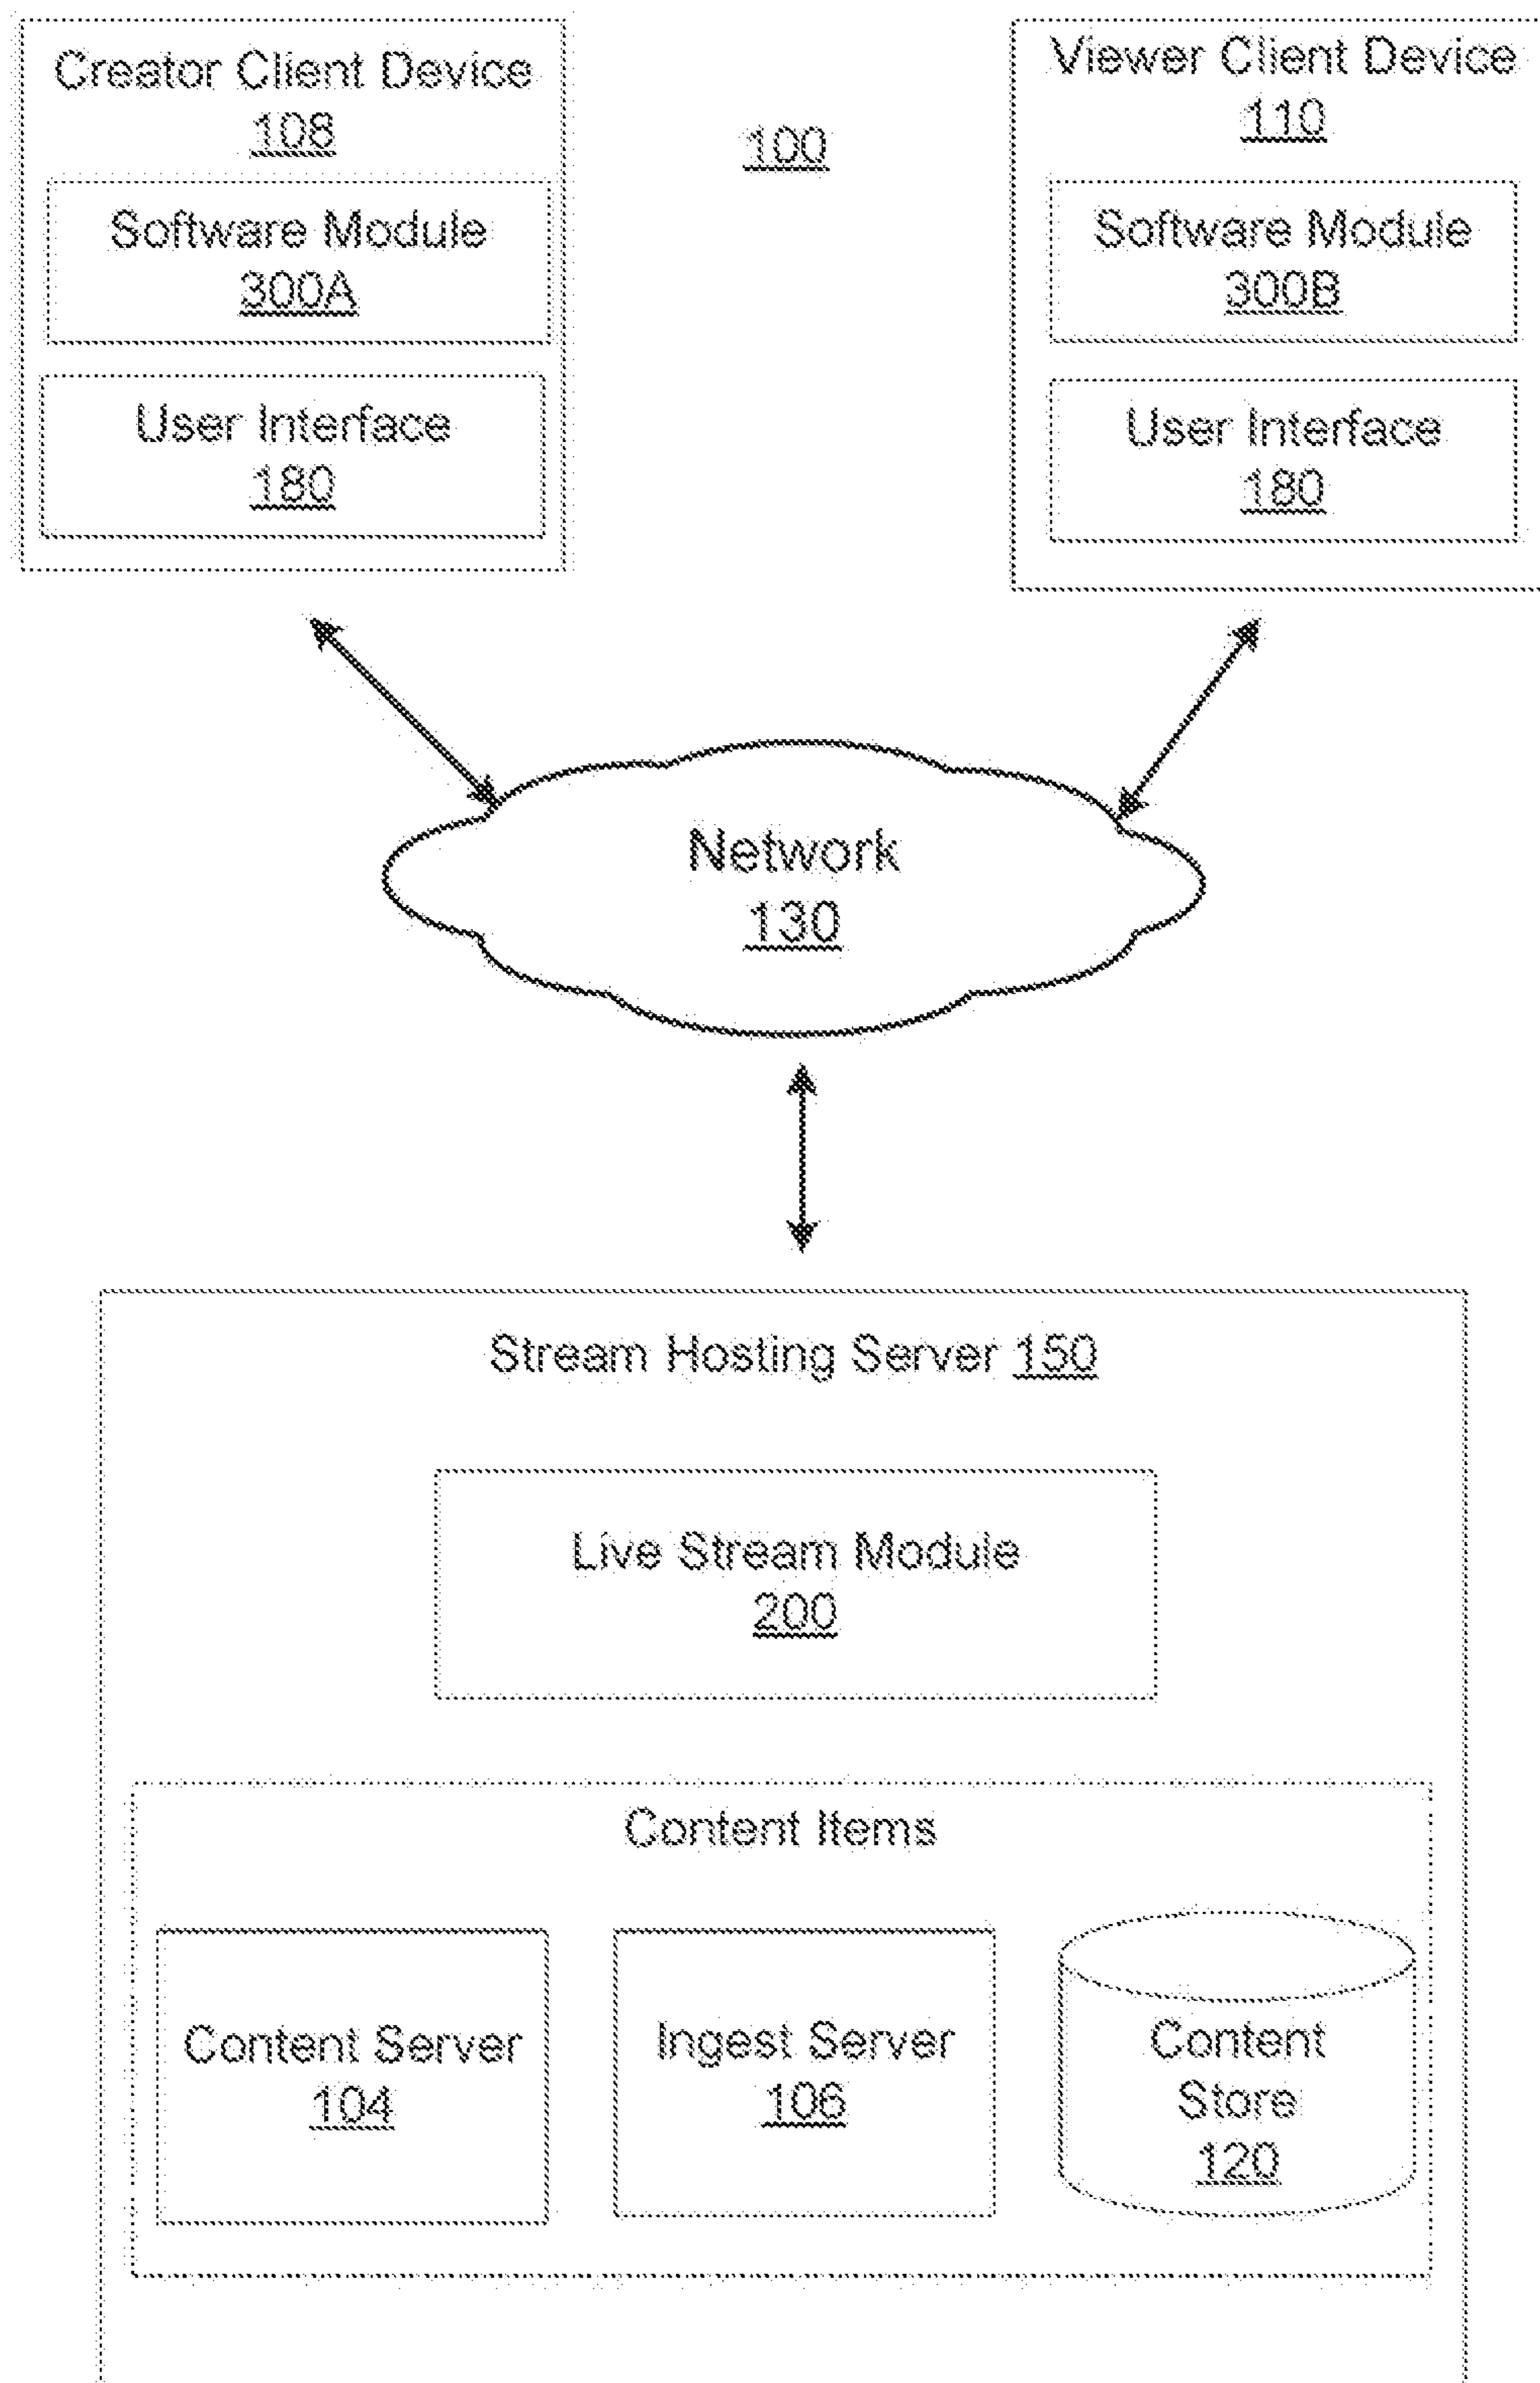 Creator Client Device
108
Software Module
300A
User Interface
180
100
Viewer Client Device
110
Software Module
300B
User Interface
180
Network
130
Stream Hosting Server 150
Live Stream Module
200
Content Items
Content Server
104
Ingest Server
106
Content
Store
120